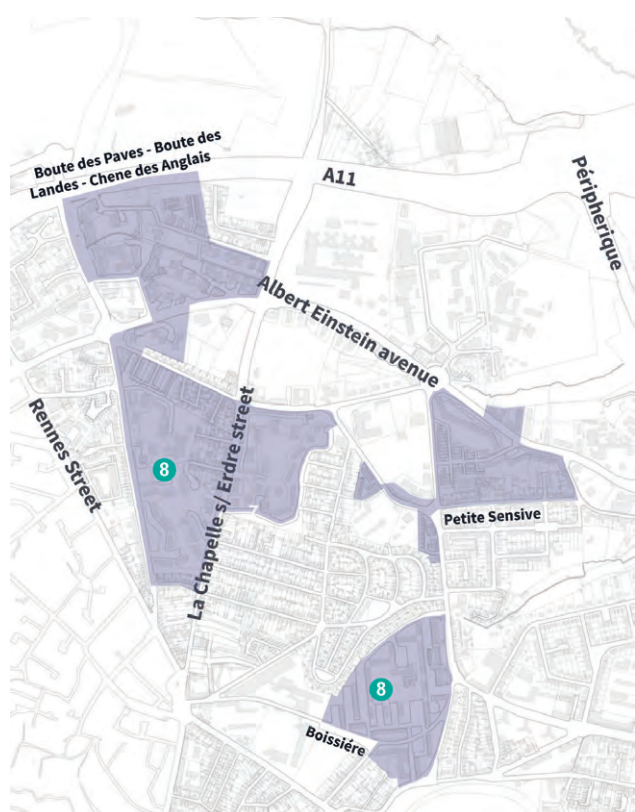 Boute des Paves - Boute des
Landes - Chene des Anglais
A11
Péripherique
Albert Einstein avenue
Rennes Street
La Chapelle s/ Erdre street
8
Petite Sensive
8
Boissiére